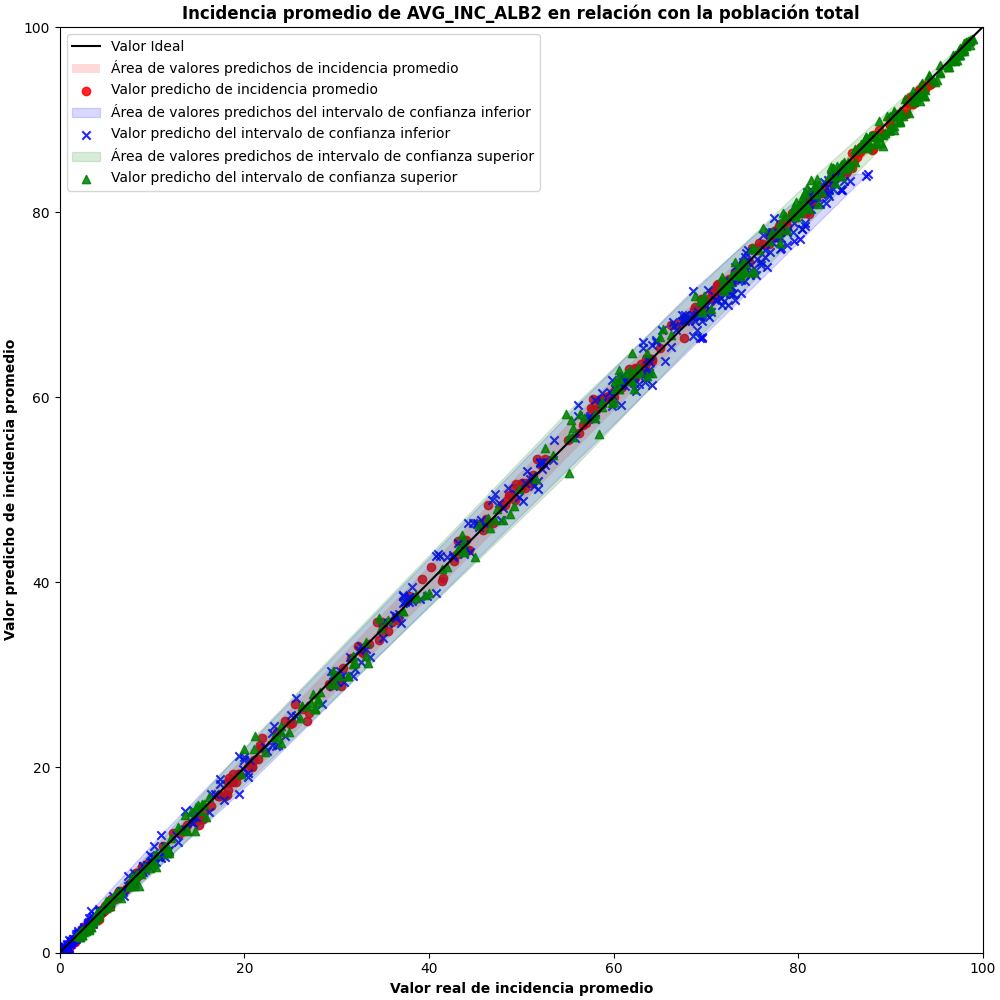 Incidencia promedio de AVG_INC_ALB2 en relación con la población total
Valor Ideal
Área de valores predichos de incidencia promedio
Valor predicho de incidencia promedio
Área de valores predichos del intervalo de confianza inferior
Valor predicho del intervalo de confianza inferior
Área de valores predichos de intervalo de confianza superior
Valor predicho del intervalo de confianza superior
Valor predicho de incidencia promedio
100
80
60
40
20
0
0 20 40 60 80 100
Valor real de incidencia promedio